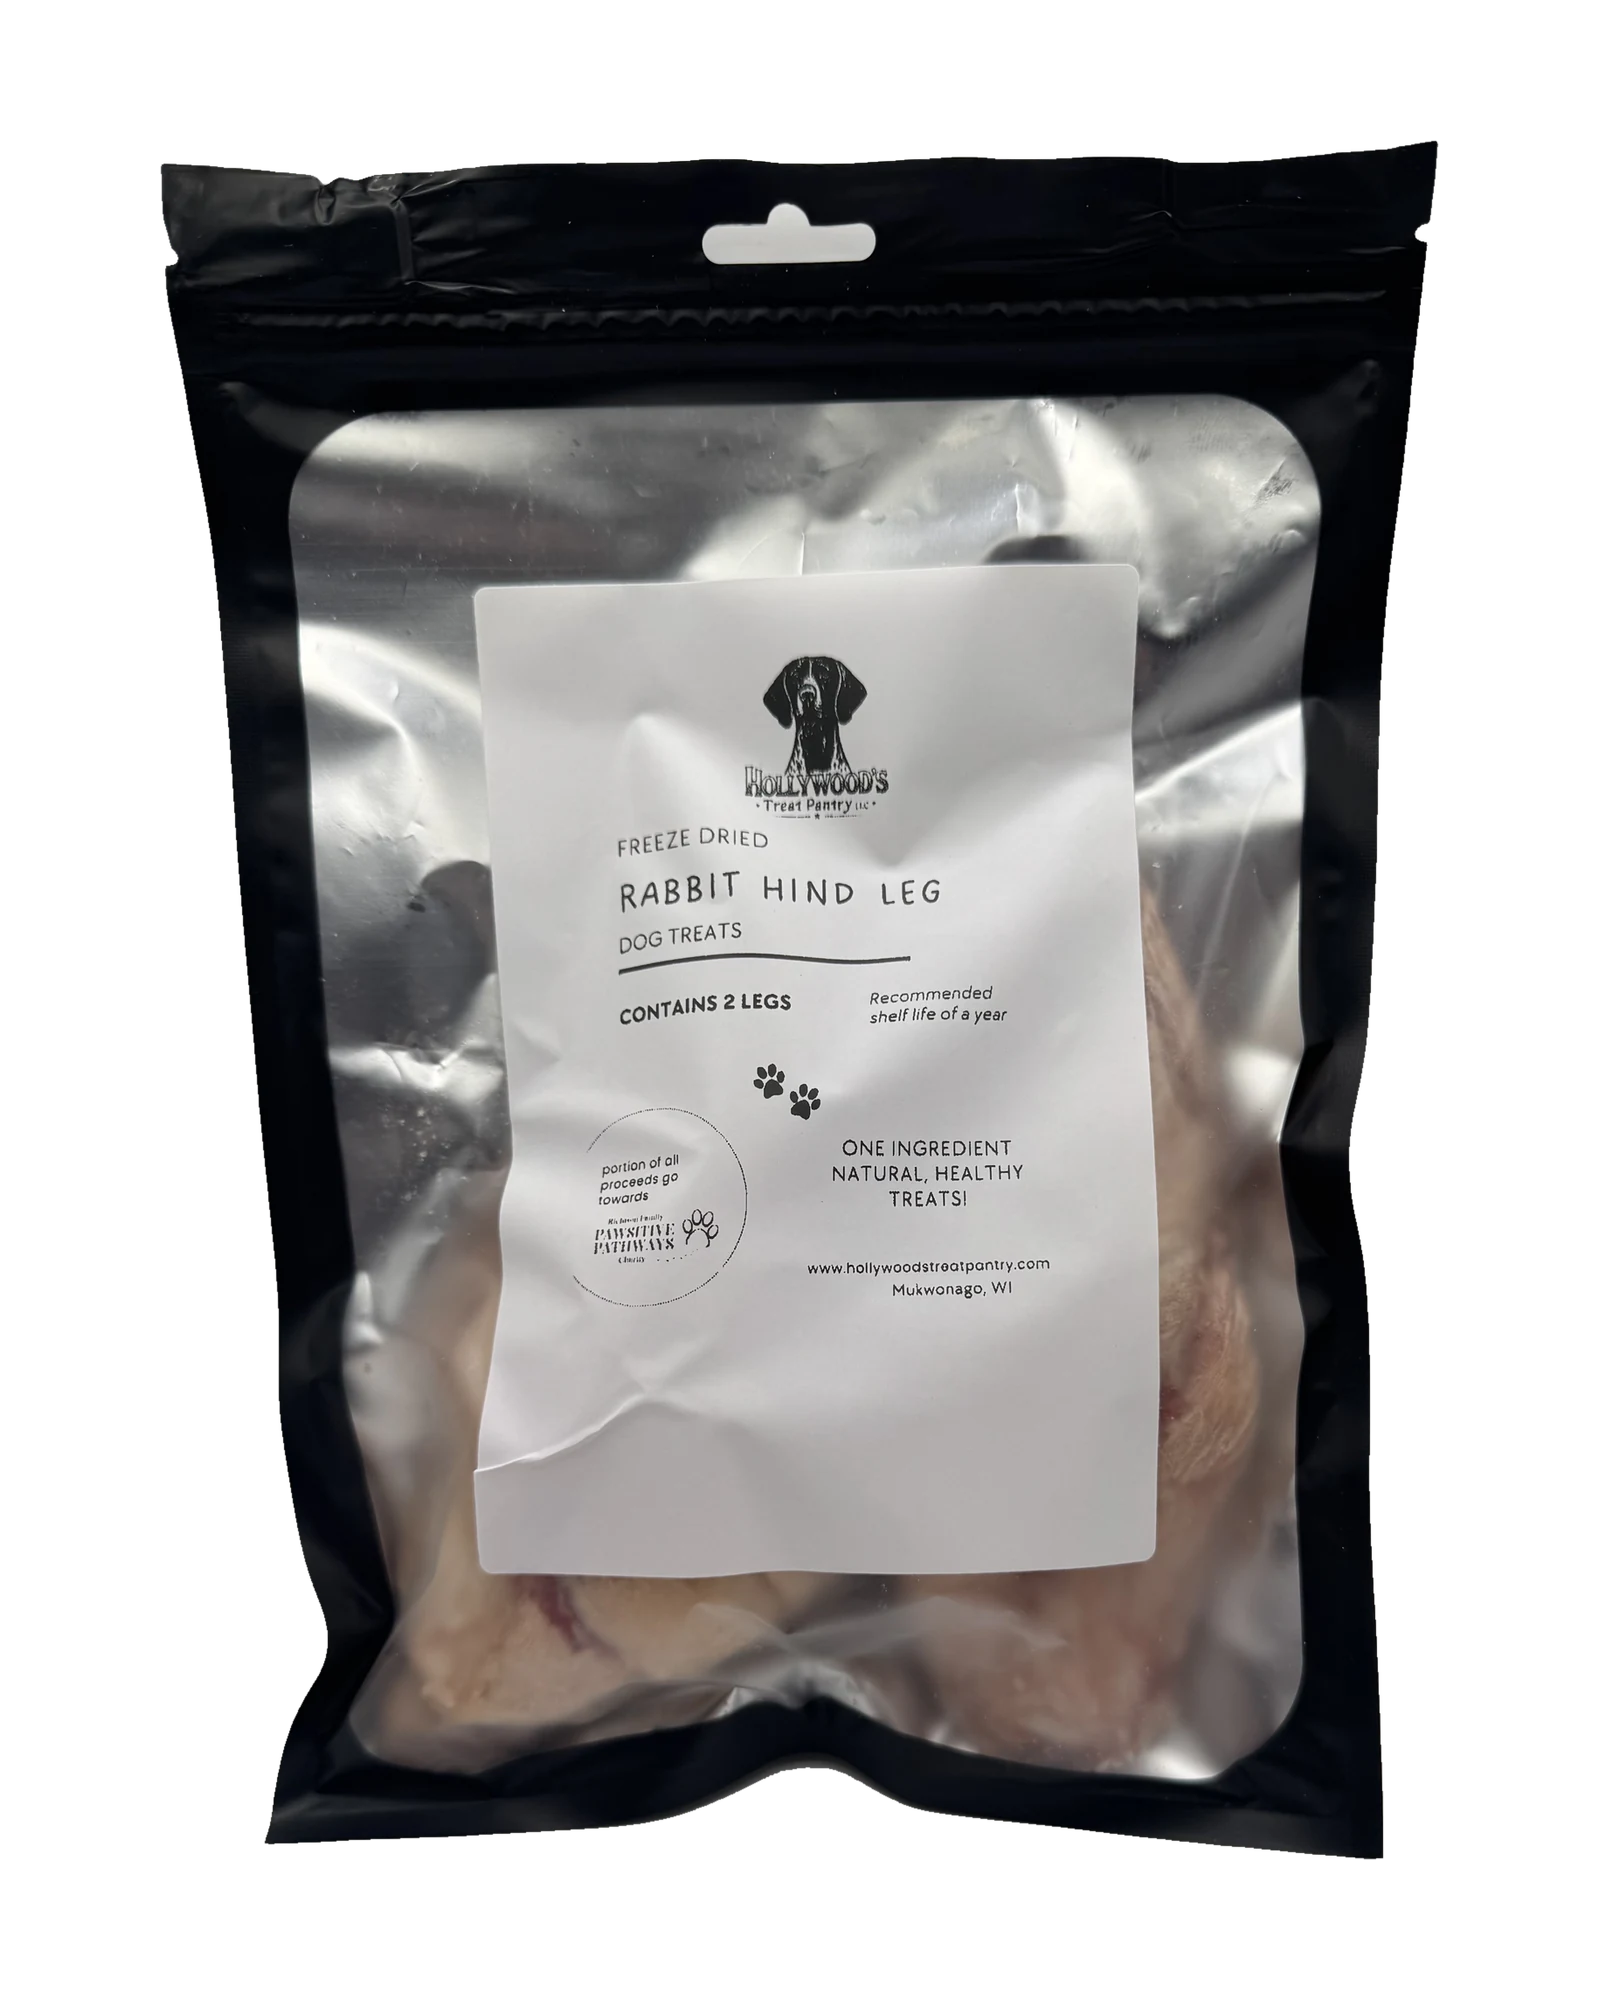 HOLLYWOOD'S
• Treat Pantry LLC •
FREEZE DRIED
RABBIT HIND LEG
DOG TREATS
CONTAINS 2 LEGS
Recommended
shelf life of a year
portion of all
proceeds go
towards
PAWSITIVE
PATHWAYS
Charity
ONE INGREDIENT
NATURAL, HEALTHY
TREATS!
www.hollywoodstreatpantry.com
Mukwonago, WI